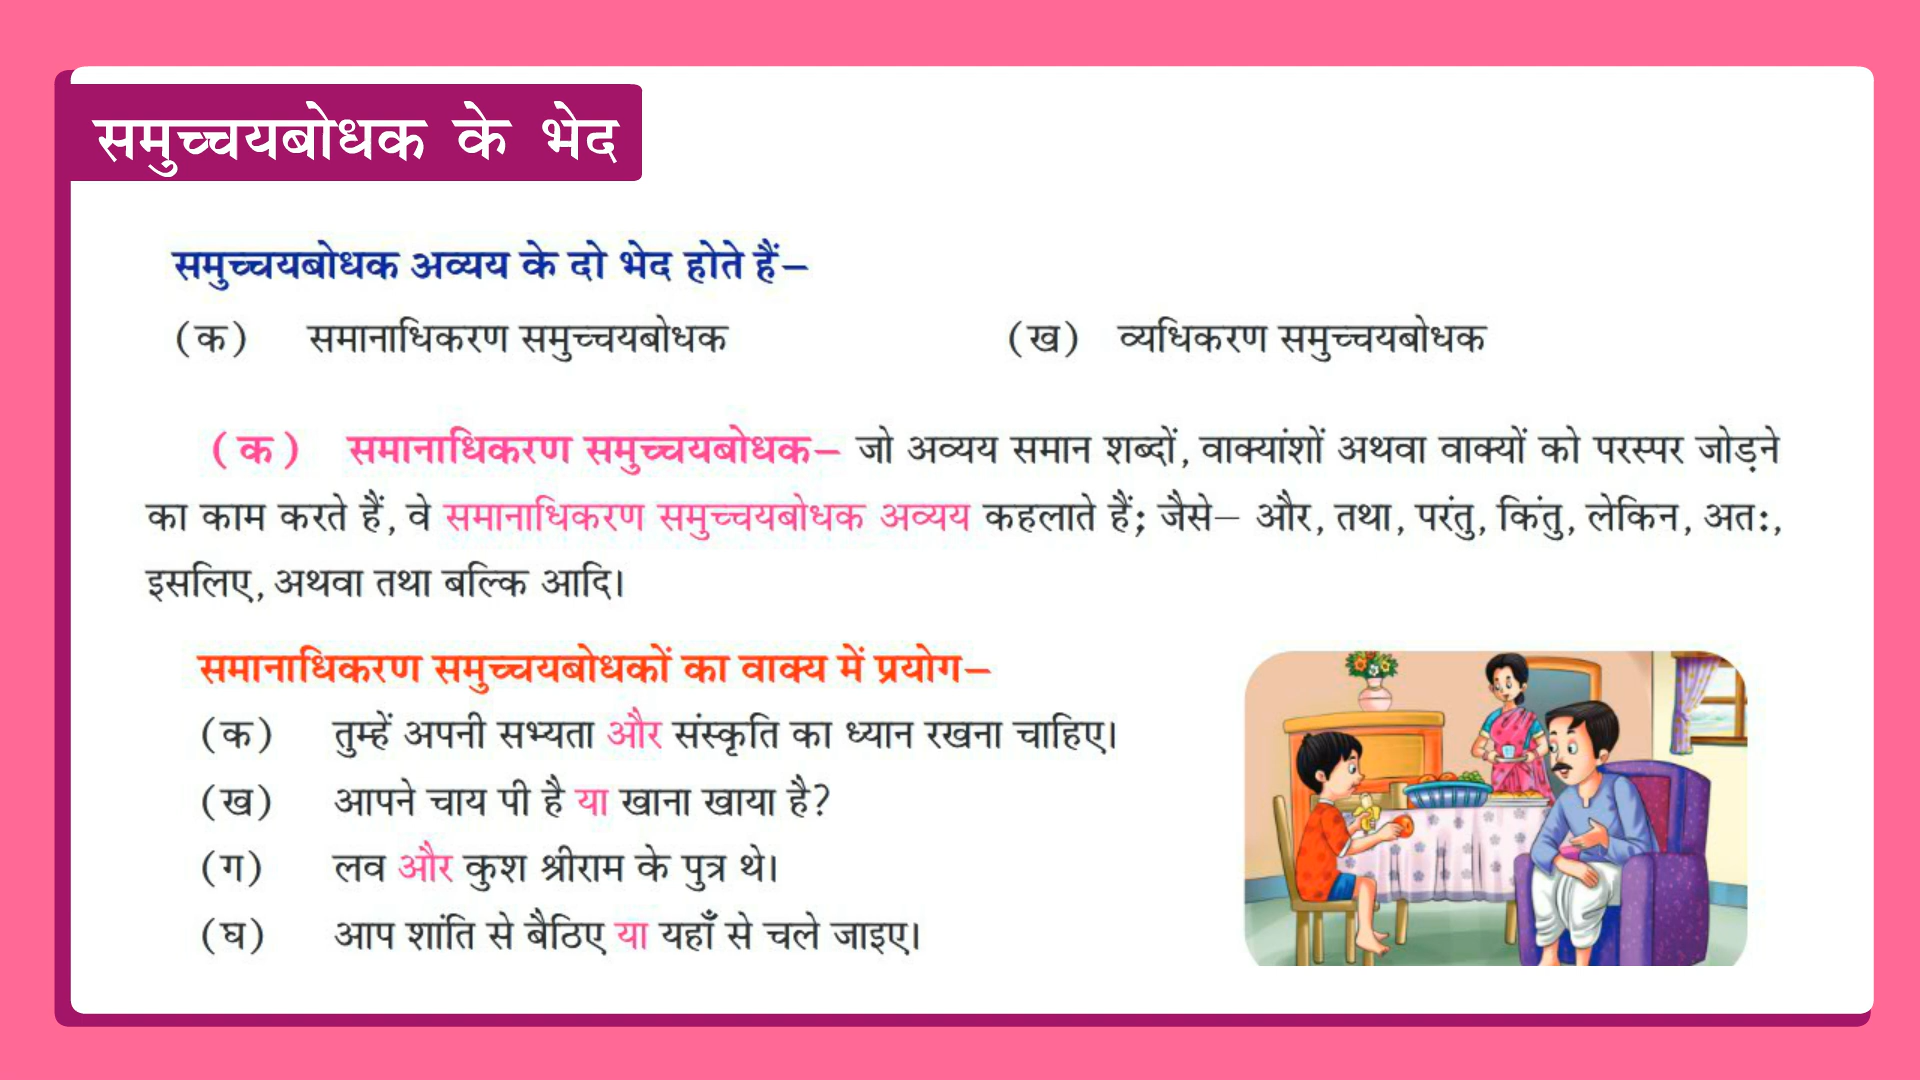 समुच्चयबोधक के भेद
समुच्चयबोधक अव्यय के दो भेद होते हैं–
(क) समानाधिकरण समुच्चयबोधक (ख) व्यधिकरण समुच्चयबोधक
(क) समानाधिकरण समुच्चयबोधक– जो अव्यय समान शब्दों, वाक्यांशों अथवा वाक्यों को परस्पर जोड़ने
का काम करते हैं, वे समानाधिकरण समुच्चयबोधक अव्यय कहलाते हैं; जैसे– और, तथा, परंतु, किंतु, लेकिन, अतः,
इसलिए, अथवा तथा बल्कि आदि।
समानाधिकरण समुच्चयबोधकों का वाक्य में प्रयोग–
(क) तुम्हें अपनी सभ्यता और संस्कृति का ध्यान रखना चाहिए।
(ख) आपने चाय पी है या खाना खाया है?
(ग) लव और कुश श्रीराम के पुत्र थे।
(घ) आप शांति से बैठिए या यहाँ से चले जाइए।